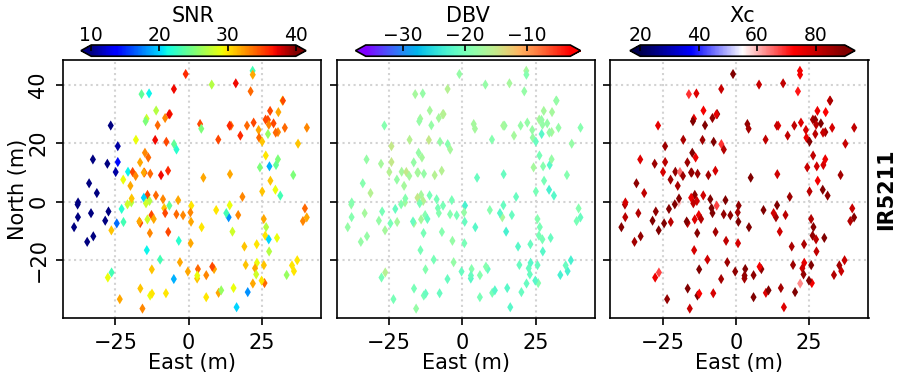 SNR DBV Xc
10 20 30 40 −30 −20 −10 20 40 60 80
40
20
0
−20
North (m)
IR5211
−25 0 25 −25 0 25 −25 0 25
East (m) East (m) East (m)